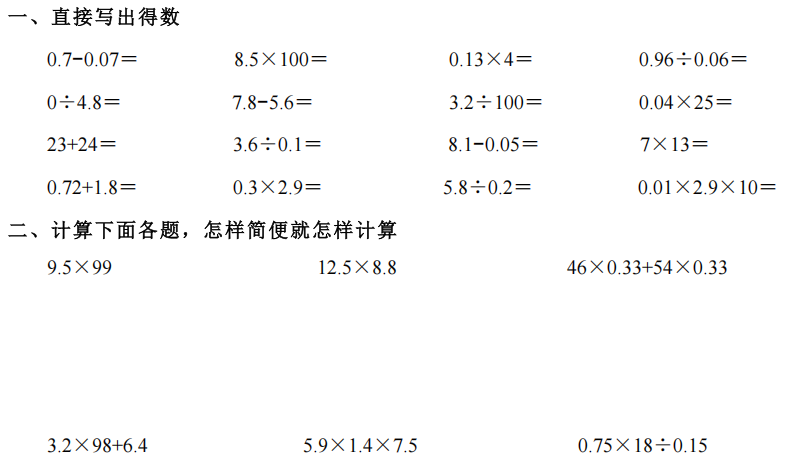 一、直接写出得数
0.7-0.07= 8.5×100= 0.13×4= 0.96÷0.06=
0÷4.8= 7.8-5.6= 3.2÷100= 0.04×25=
23+24= 3.6÷0.1= 8.1-0.05= 7×13=
0.72+1.8= 0.3×2.9= 5.8÷0.2= 0.01×2.9×10=
二、计算下面各题，怎样简便就怎样计算
9.5×99 12.5×8.8 46×0.33+54×0.33
3.2×98+6.4 5.9×1.4×7.5 0.75×18÷0.15